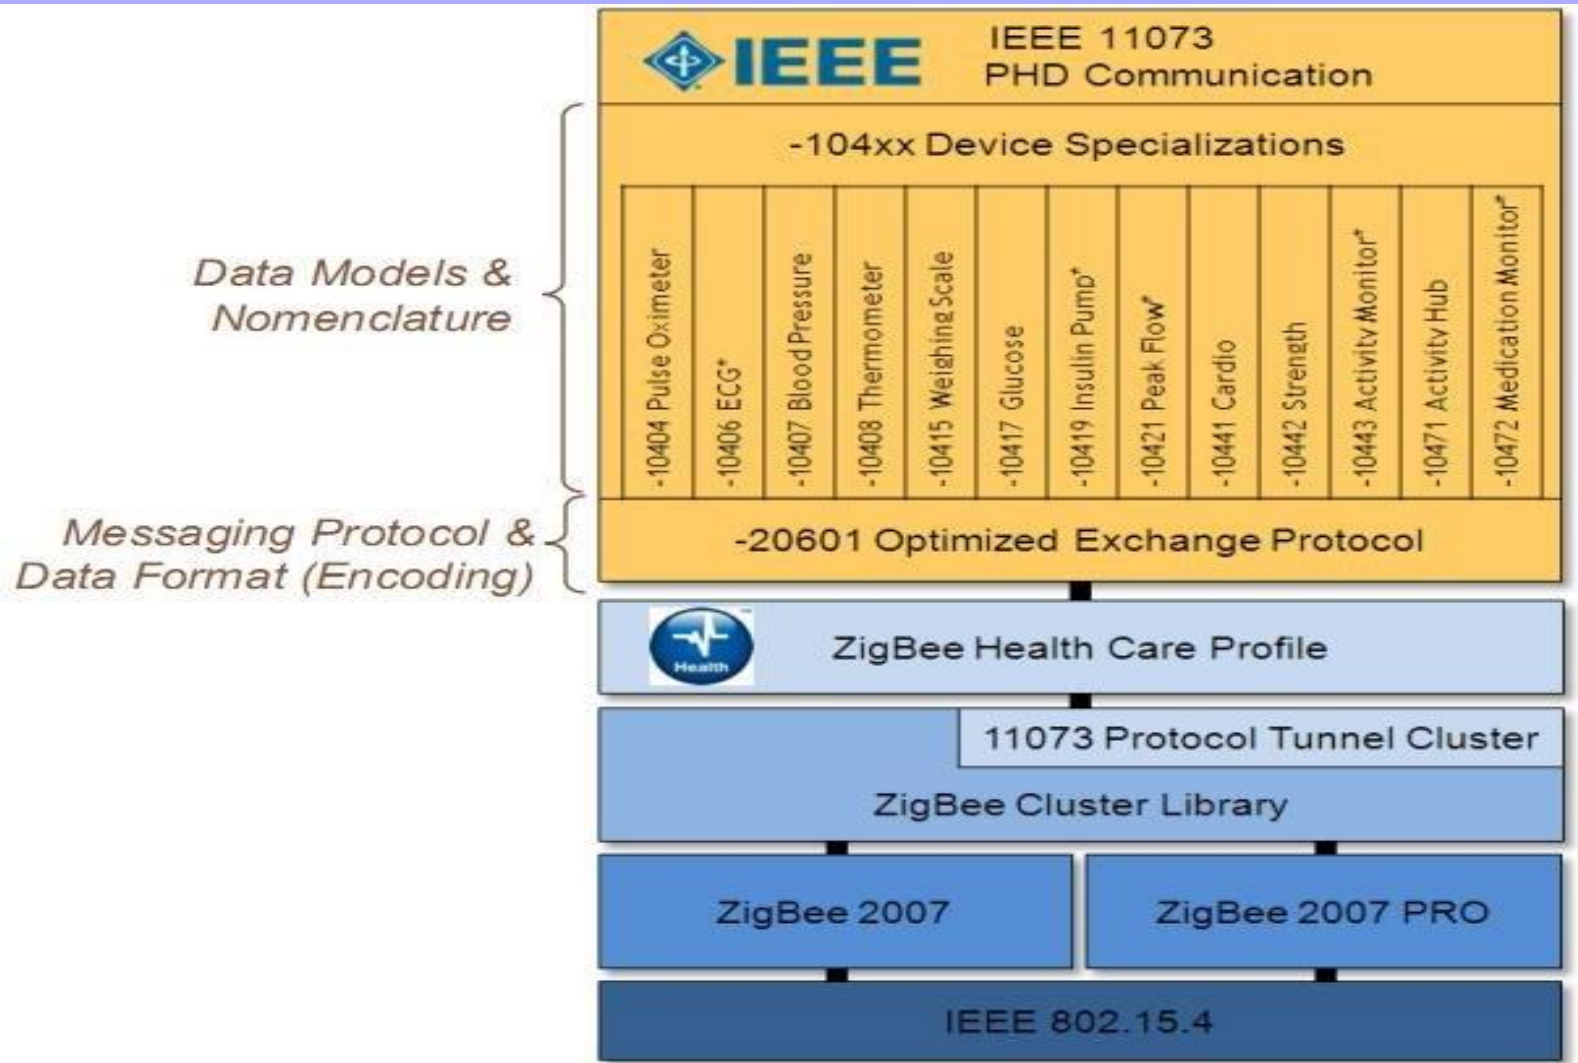 IEEE
IEEE 11073
PHD Communication
-104xx Device Specializations
Data Models &
Nomenclature
-10404 Pulse Oximeter
-10406 ECG*
-10407 Blood Pressure
-10408 Thermometer
-10415 Weighing Scale
-10417 Glucose
-10419 Insulin Pump*
-10421 Peak Flow*
-10441 Cardio
-10442 Strength
-10443 Activity Monitor*
-10471 Activity Hub
-10472 Medication Monitor*
Messaging Protocol &
Data Format (Encoding)
-20601 Optimized Exchange Protocol
Health
ZigBee Health Care Profile
11073 Protocol Tunnel Cluster
ZigBee Cluster Library
ZigBee 2007
ZigBee 2007 PRO
IEEE 802.15.4